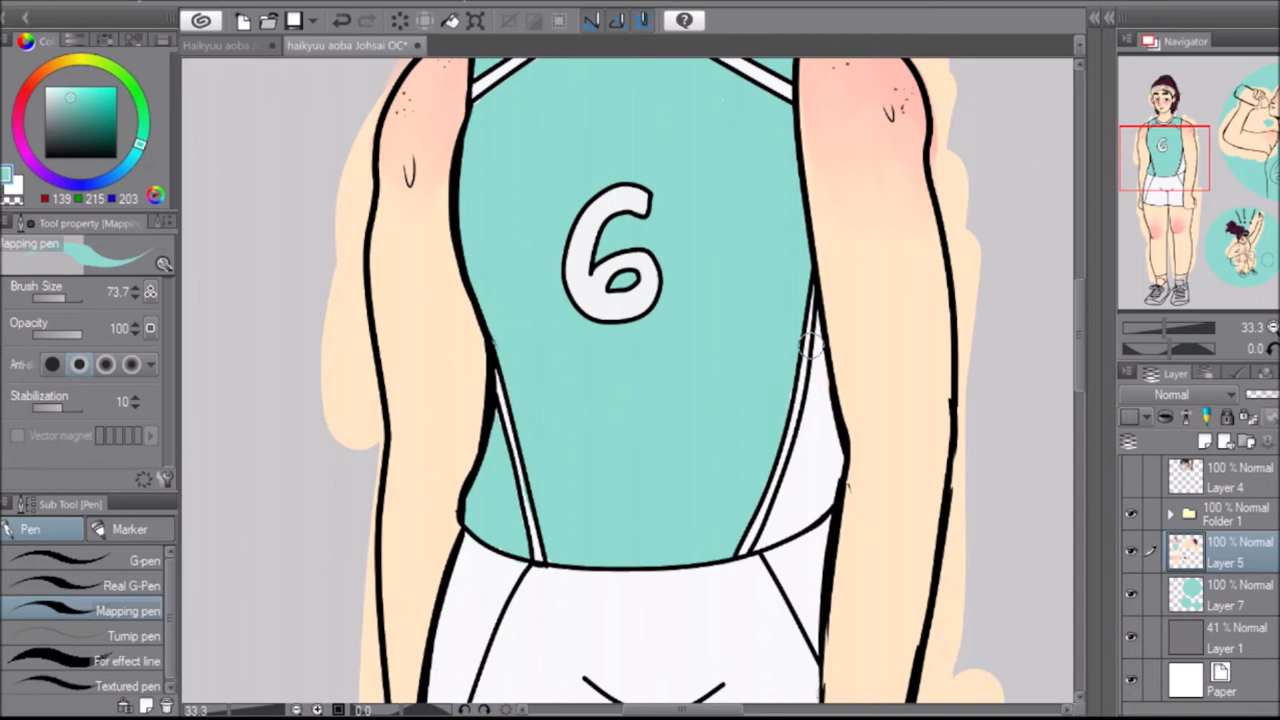 Haikyuu aoba J
haikyuu aoba Johsai OC*
Navigator
Co
139 215 203
Tool property [Mapping
Mapping pen
Brush Size 73.7
Opacity 100
Anti-al
Stabilization 10
Vector magnet
Sub Tool [Pen]
Pen Marker
G-pen
Real G-Pen
Mapping pen
Turnip pen
For effect line
Textured pen
6
33.3 0.0
33.3
0.0
Layer
Normal
100 % Normal
Layer 4
100 % Normal
Folder 1
100 % Normal
Layer 5
100 % Normal
Layer 7
41 % Normal
Layer 1
Paper